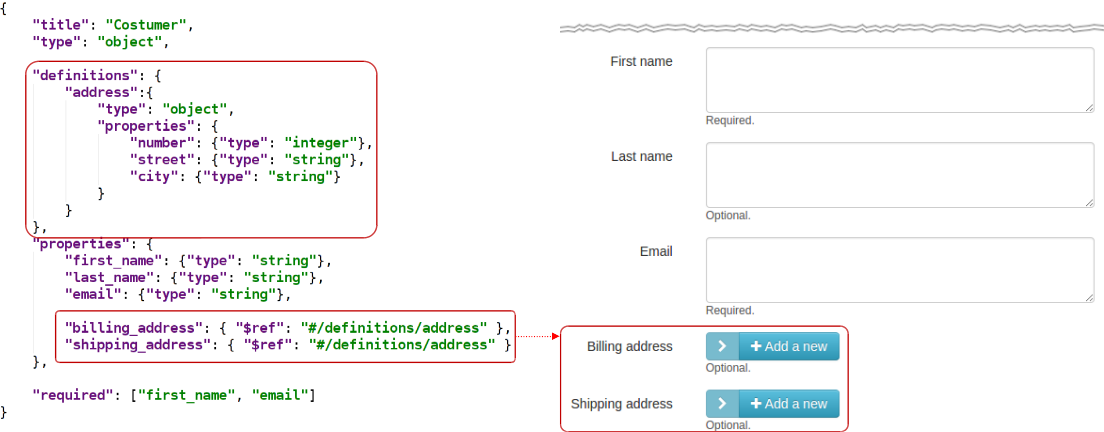 {
"title": "Costumer",
"type": "object",
"definitions": {
"address":{
"type": "object",
"properties": {
"number": {"type": "integer"},
"street": {"type": "string"},
"city": {"type": "string"}
}
}
},
"properties": {
"first_name": {"type": "string"},
"last_name": {"type": "string"},
"email": {"type": "string"},
"billing_address": { "$ref": "#/definitions/address" },
"shipping_address": { "$ref": "#/definitions/address" }
},
"required": ["first_name", "email"]
}
First name
Required.
Last name
Optional.
Email
Required.
Billing address
Add a new
Optional.
Shipping address
Add a new
Optional.